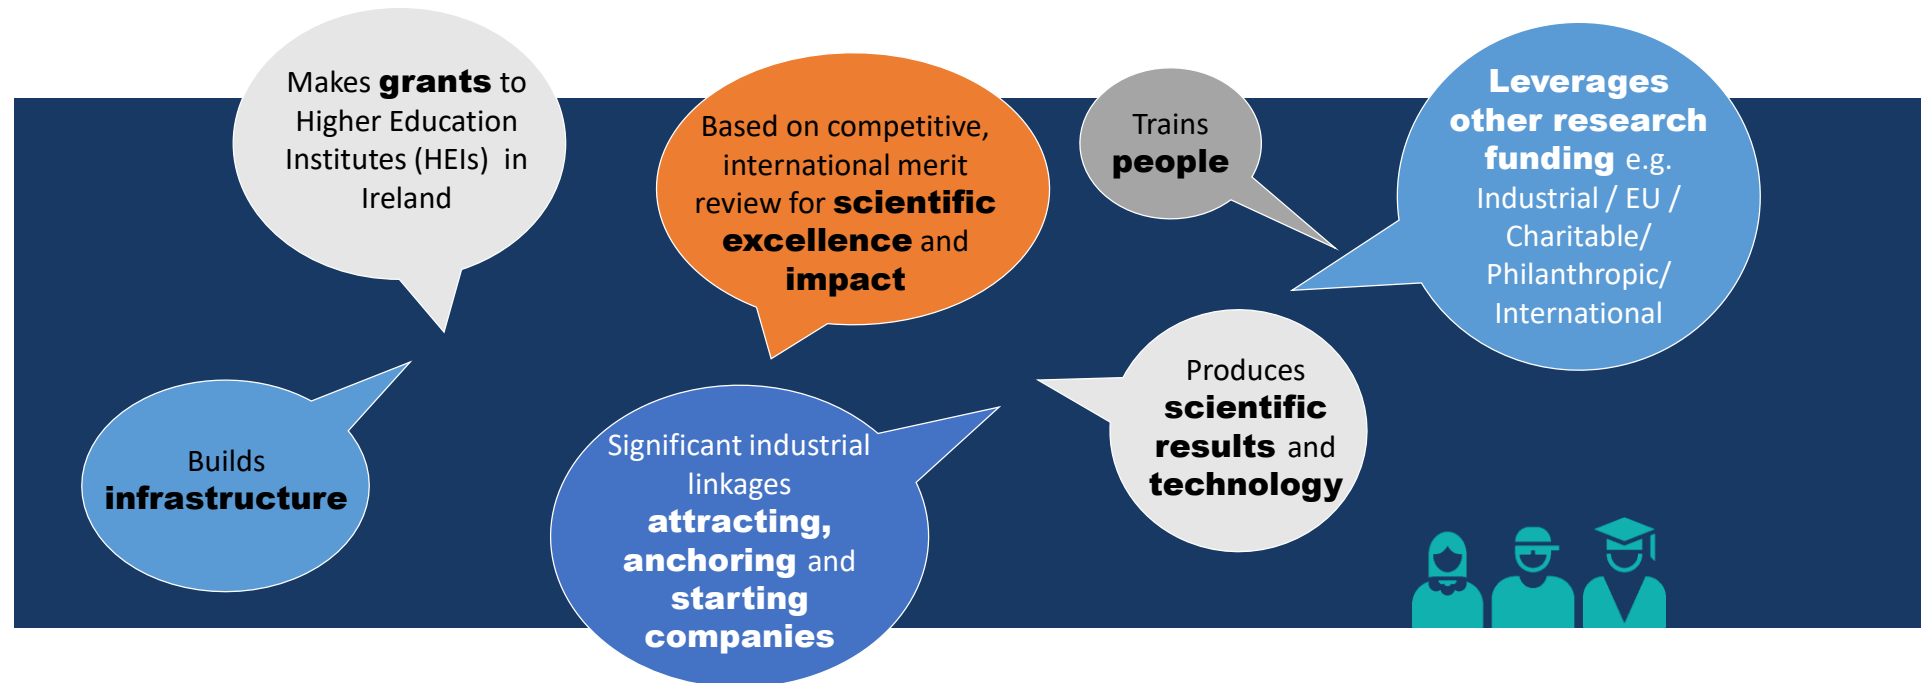 Makes grants to
Higher Education
Institutes (HEIs) in
Ireland
Based on competitive,
international merit
review for scientific
excellence and
impact
Trains
people
Leverages
other research
funding e.g.
Industrial / EU /
Charitable/
Philanthropic/
International
Builds
infrastructure
Significant industrial
linkages
attracting,
anchoring and
starting
companies
Produces
scientific
results and
technology